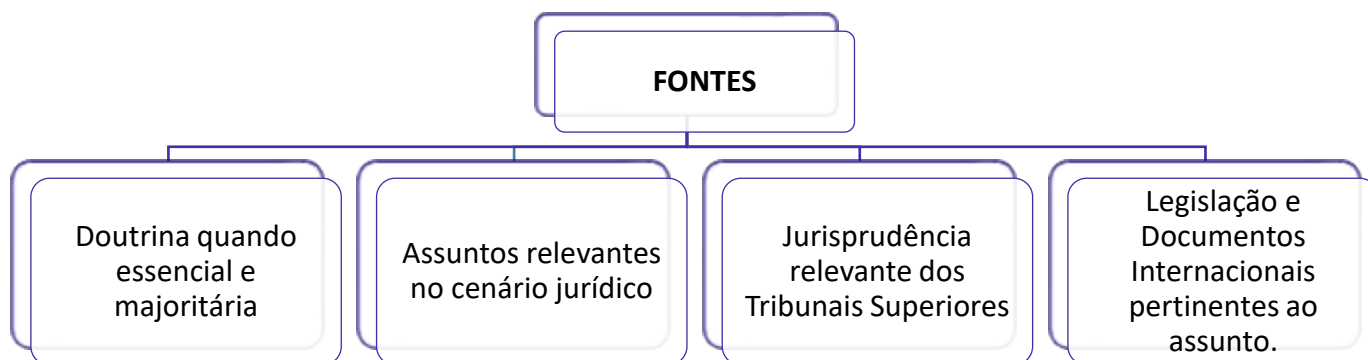 FONTES
Doutrina quando
essencial e
majoritária
Assuntos relevantes
no cenário jurídico
Jurisprudência
relevante dos
Tribunais Superiores
Legislação e
Documentos
Internacionais
pertinentes ao
assunto.